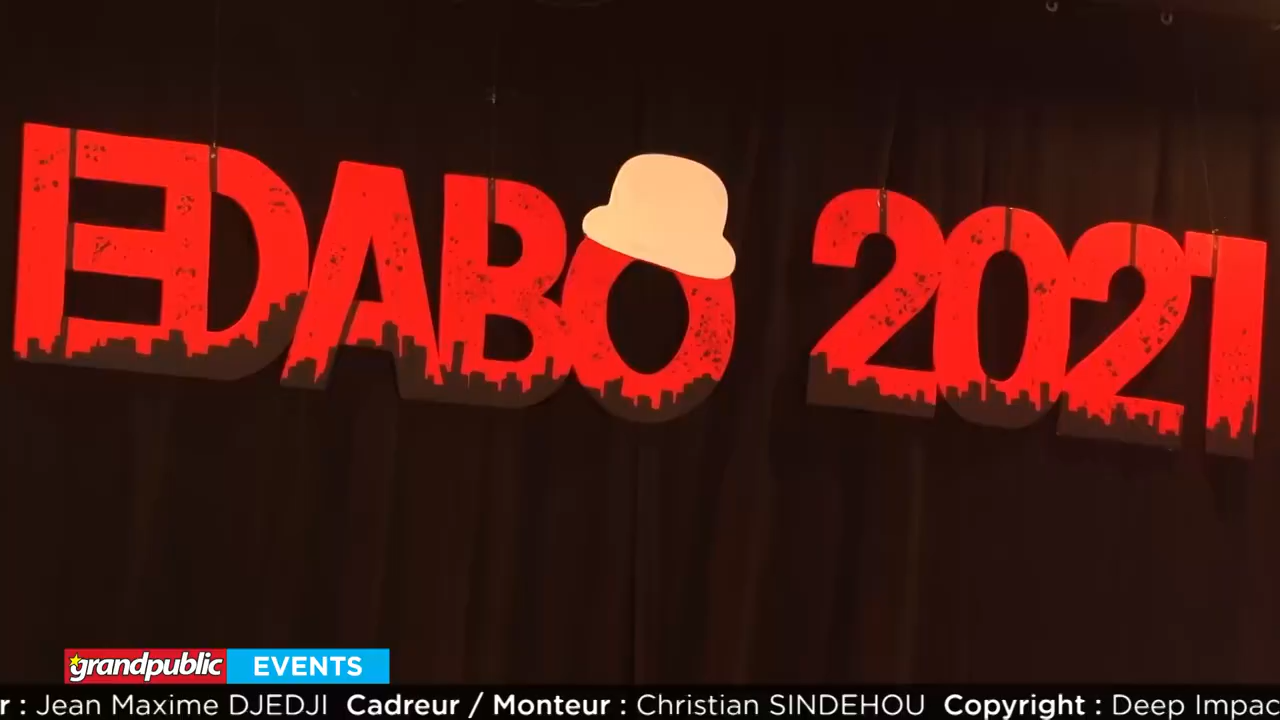 EDABO 2021
grandpublic EVENTS
r : Jean Maxime DJEDJI Cadreur / Monteur : Christian SINDEHOU Copyright : Deep Impac